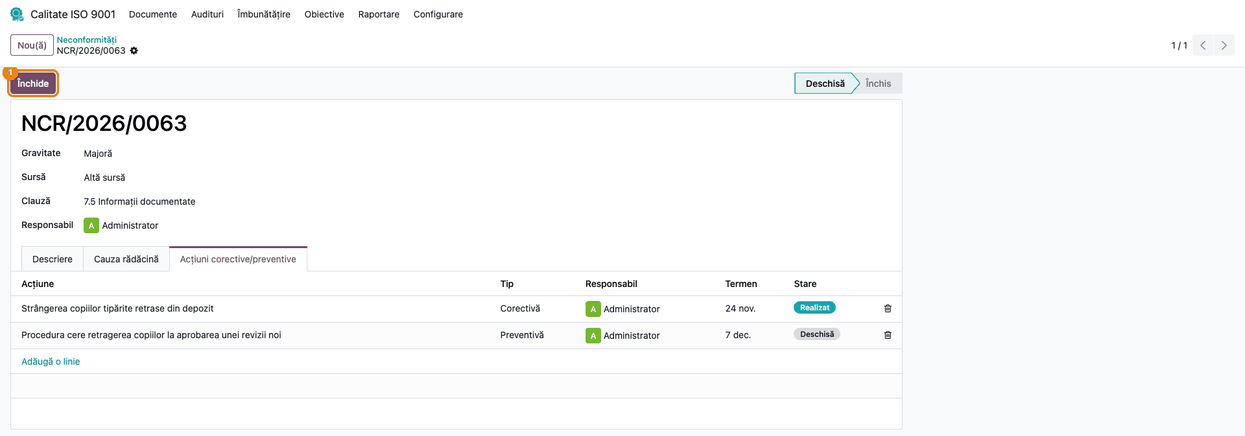 Calitate ISO 9001 Documente Audituri Îmbunătățire Obiective Raportare Configurare
Nou(ă) Neconformități
NCR/2026/0063
1 / 1
1
Închide
Deschisă Închis
NCR/2026/0063
Gravitate Majoră
Sursă Altă sursă
Clauză 7.5 Informații documentate
Responsabil A Administrator
Descriere Cauza rădăcină Acțiuni corective/preventive
Acțiune Tip Responsabil Termen Stare
Strângerea copiilor tipărite retrase din depozit Corectivă A Administrator 24 nov. Realizat
Procedura cere retragerea copiilor la aprobarea unei revizii noi Preventivă A Administrator 7 dec. Deschisă
Adăugă o linie